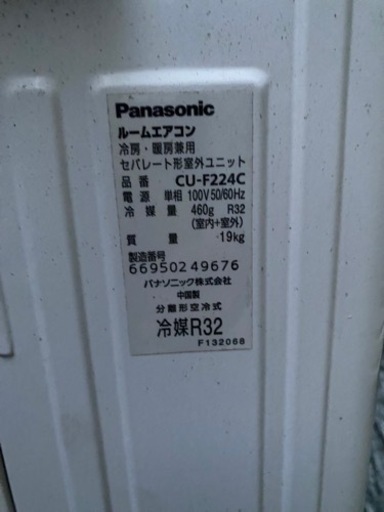 Panasonic
ルームエアコン
冷房・暖房兼用
セパレート形室外ユニット
品番 CU-F224C
電源 単相 100V 50/60Hz
冷媒量 460g R32
(室内+室外)
質量 19kg
製造番号
66950249676
パナソニック株式会社
中国製
分離形空冷式
冷媒R32
F132068